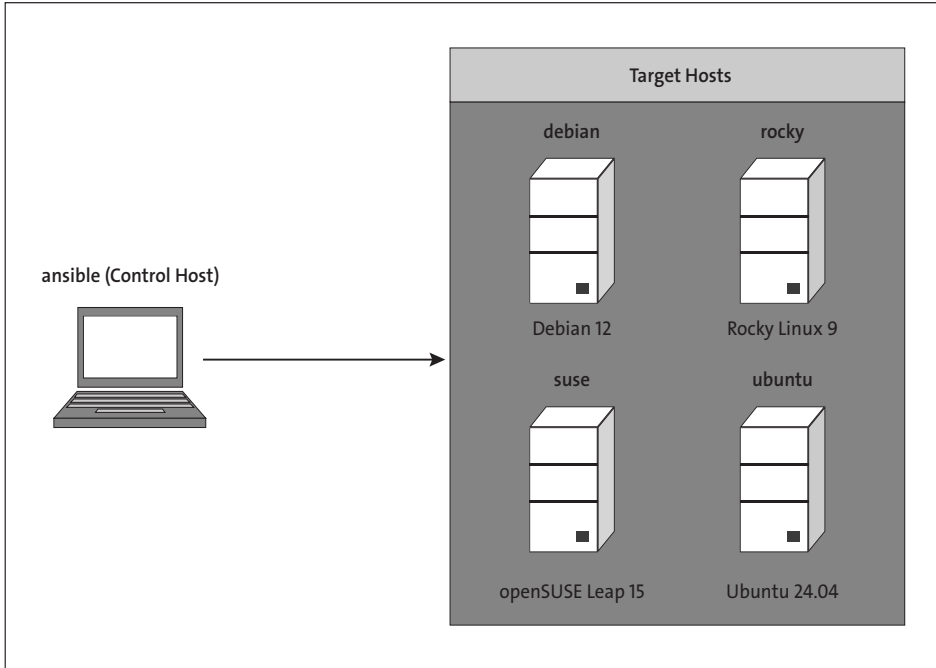 Target Hosts
debian
rocky
ansible (Control Host)
Debian 12
Rocky Linux 9
suse
ubuntu
openSUSE Leap 15
Ubuntu 24.04